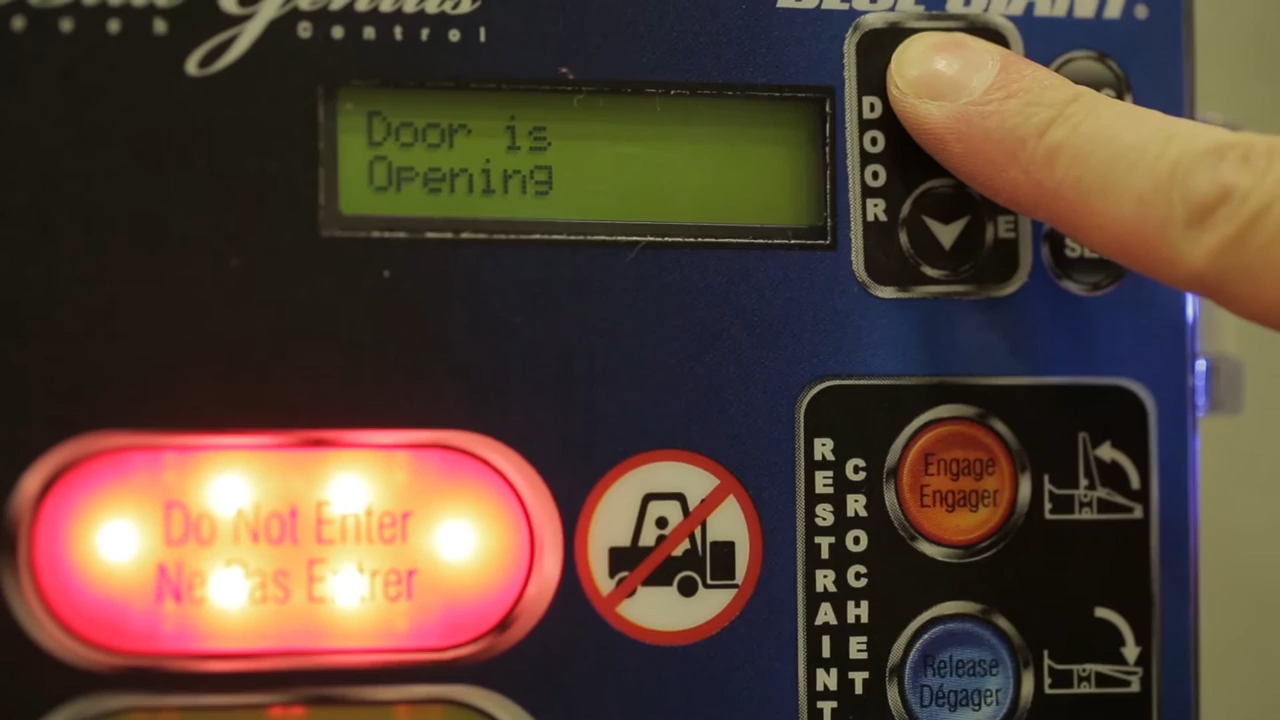 Genius
Control
BLUE GIANT.
Door is
Opening
DOOR
Do Not Enter
Ne Pas Entrer
RESTRAINT
CROCHET
Engage
Engager
Release
Dégager